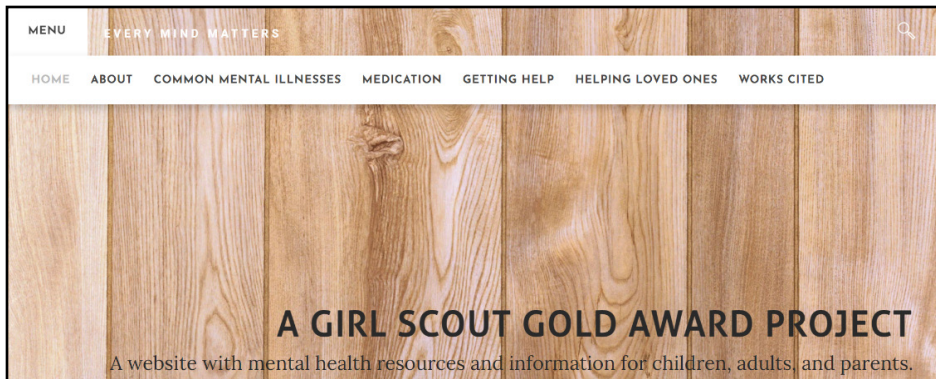 MENU
EVERY MIND MATTERS
HOME ABOUT COMMON MENTAL ILLNESSES MEDICATION GETTING HELP HELPING LOVED ONES WORKS CITED
A GIRL SCOUT GOLD AWARD PROJECT
A website with mental health resources and information for children, adults, and parents.